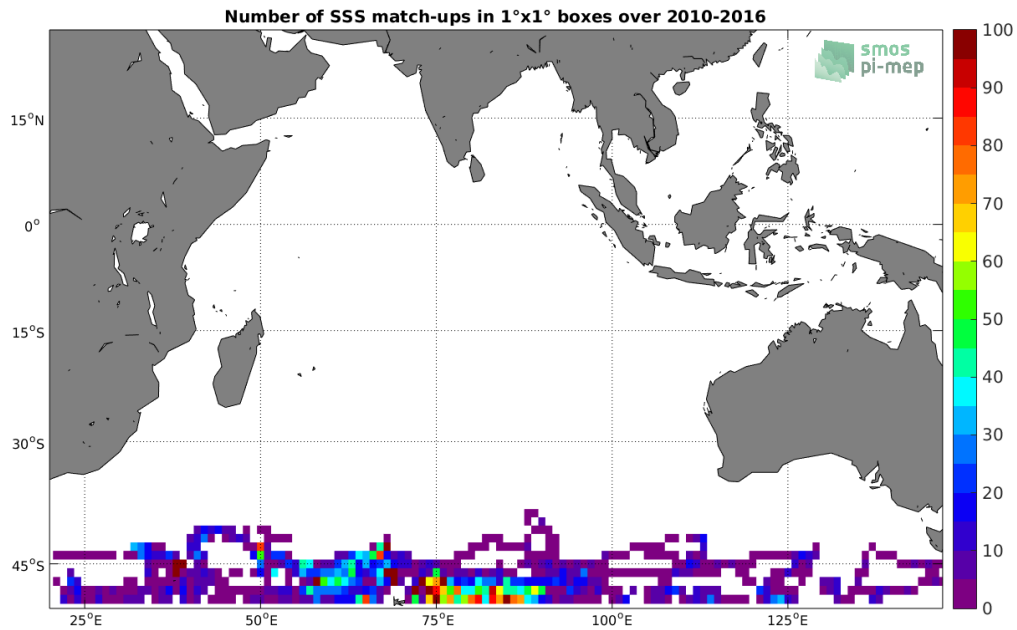 Number of SSS match-ups in 1°x1° boxes over 2010-2016
smos
pi-mep
15°N
0°
15°S
30°S
45°S
25°E
50°E
75°E
100°E
125°E
100
90
80
70
60
50
40
30
20
10
0